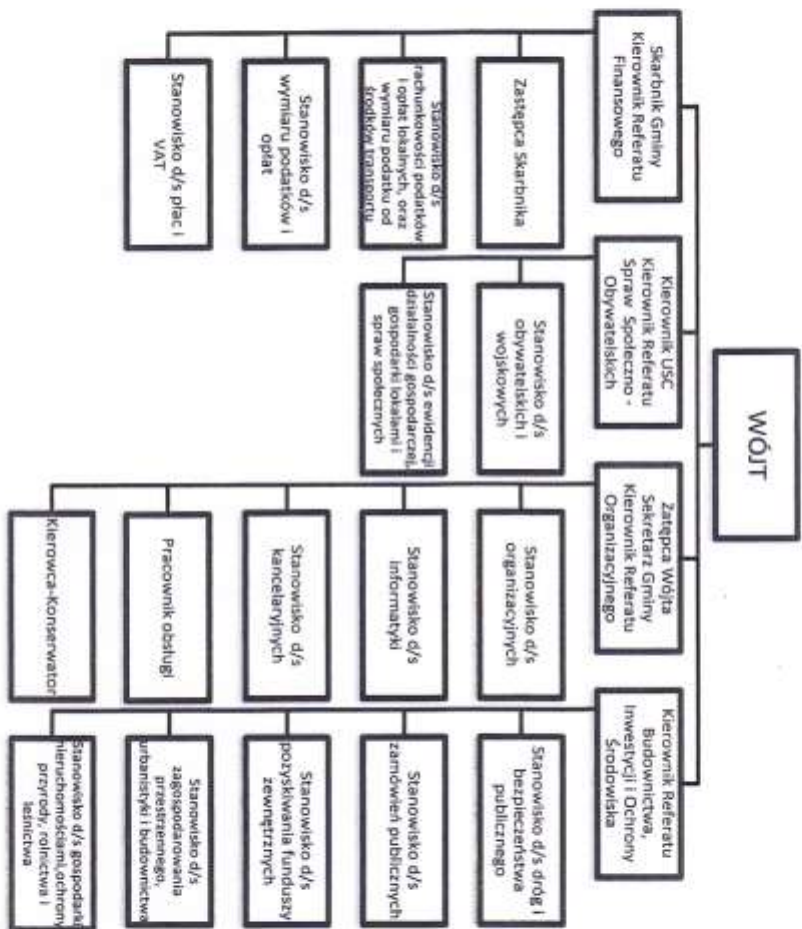 WÓJT
Skarbnik Gminy
Kierownik Referatu
Finansowego
Zastępca Skarbnika
Stanowisko d/s
rachunkowości podatków
i opłat lokalnych, oraz
wymiaru podatku od
środków transportu
Stanowisko d/s
wymiaru podatków i
opłat
Stanowisko d/s płac i
VAT
Kierownik USC
Kierownik Referatu
Spraw Społeczno -
Obywatelskich
Stanowisko d/s
obywatelskich i
wojskowych
Stanowisko d/s ewidencji
działalności gospodarczej,
gospodarki lokalami i
spraw społecznych
Zatępca Wójta
Sekretarz Gminy
Kierownik Referatu
Organizacyjnego
Stanowisko d/s
organizacyjnych
Stanowisko d/s
informatyki
Stanowisko d/s
kancelaryjnych
Pracownik obsługi
Kierowca-Konserwator
Kierownik Referatu
Budownictwa,
Inwestycji i Ochrony
Środowiska
Stanowisko d/s dróg i
bezpieczeństwa
publicznego
Stanowisko d/s
zamówień publicznych
Stanowisko d/s
pozyskiwania funduszy
zewnętrznych
Stanowisko d/s
zagospodarowania
przestrzennego,
urbanistyki i budownictwa
Stanowisko d/s gospodarki
nieruchomościami,ochrony
przyrody, rolnictwa i
leśnictwa